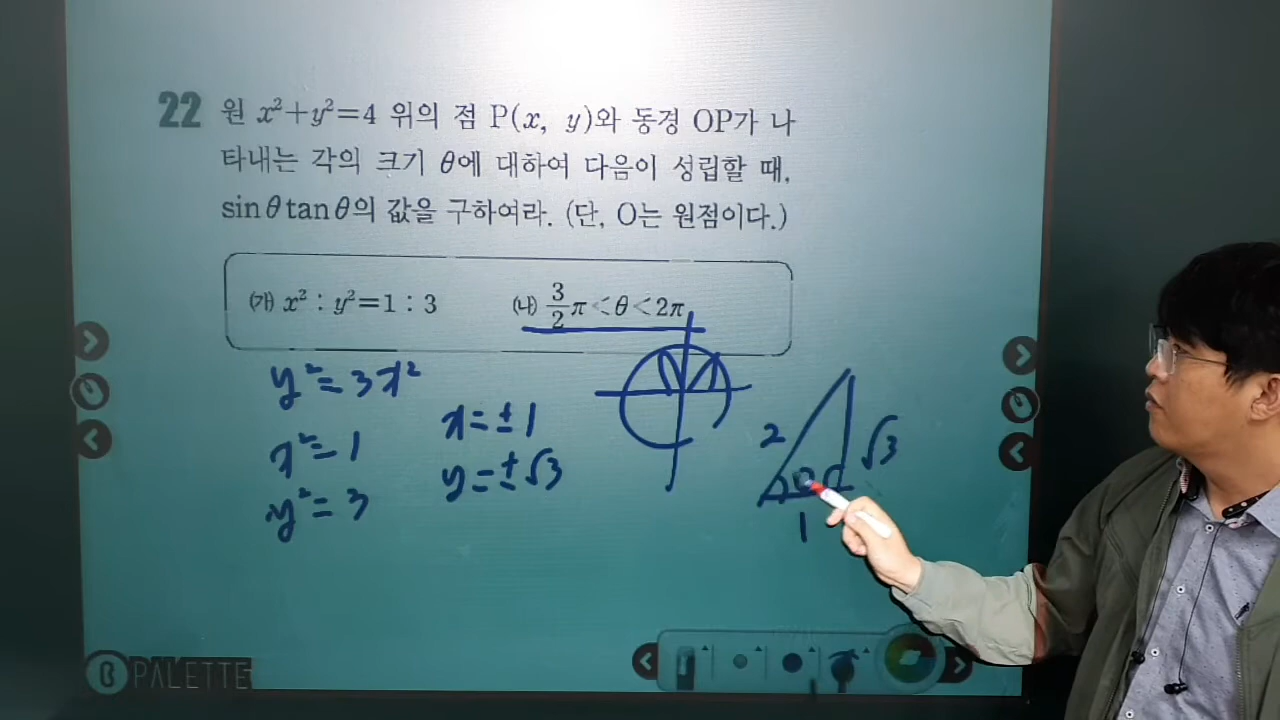 22 원 x²+y²=4 위의 점 P(x, y)와 동경 OP가 나
타내는 각의 크기 θ에 대하여 다음이 성립할 때,
sinθtanθ의 값을 구하여라. (단, O는 원점이다.)
㈎ x² : y²=1 : 3 ㈏ 3/2π<θ<2π
y²=3x²
x²=1
y²=3
x=±1
y=±√3
2
√3
1
PALETTE